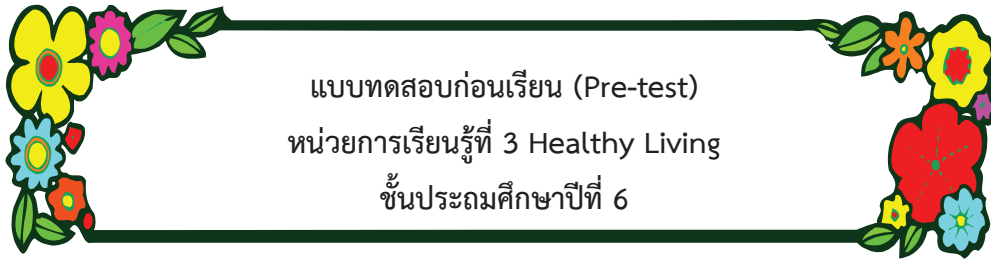 แบบทดสอบก่อนเรียน (Pre-test)
หน่วยการเรียนรู้ที่ 3 Healthy Living
ชั้นประถมศึกษาปีที่ 6